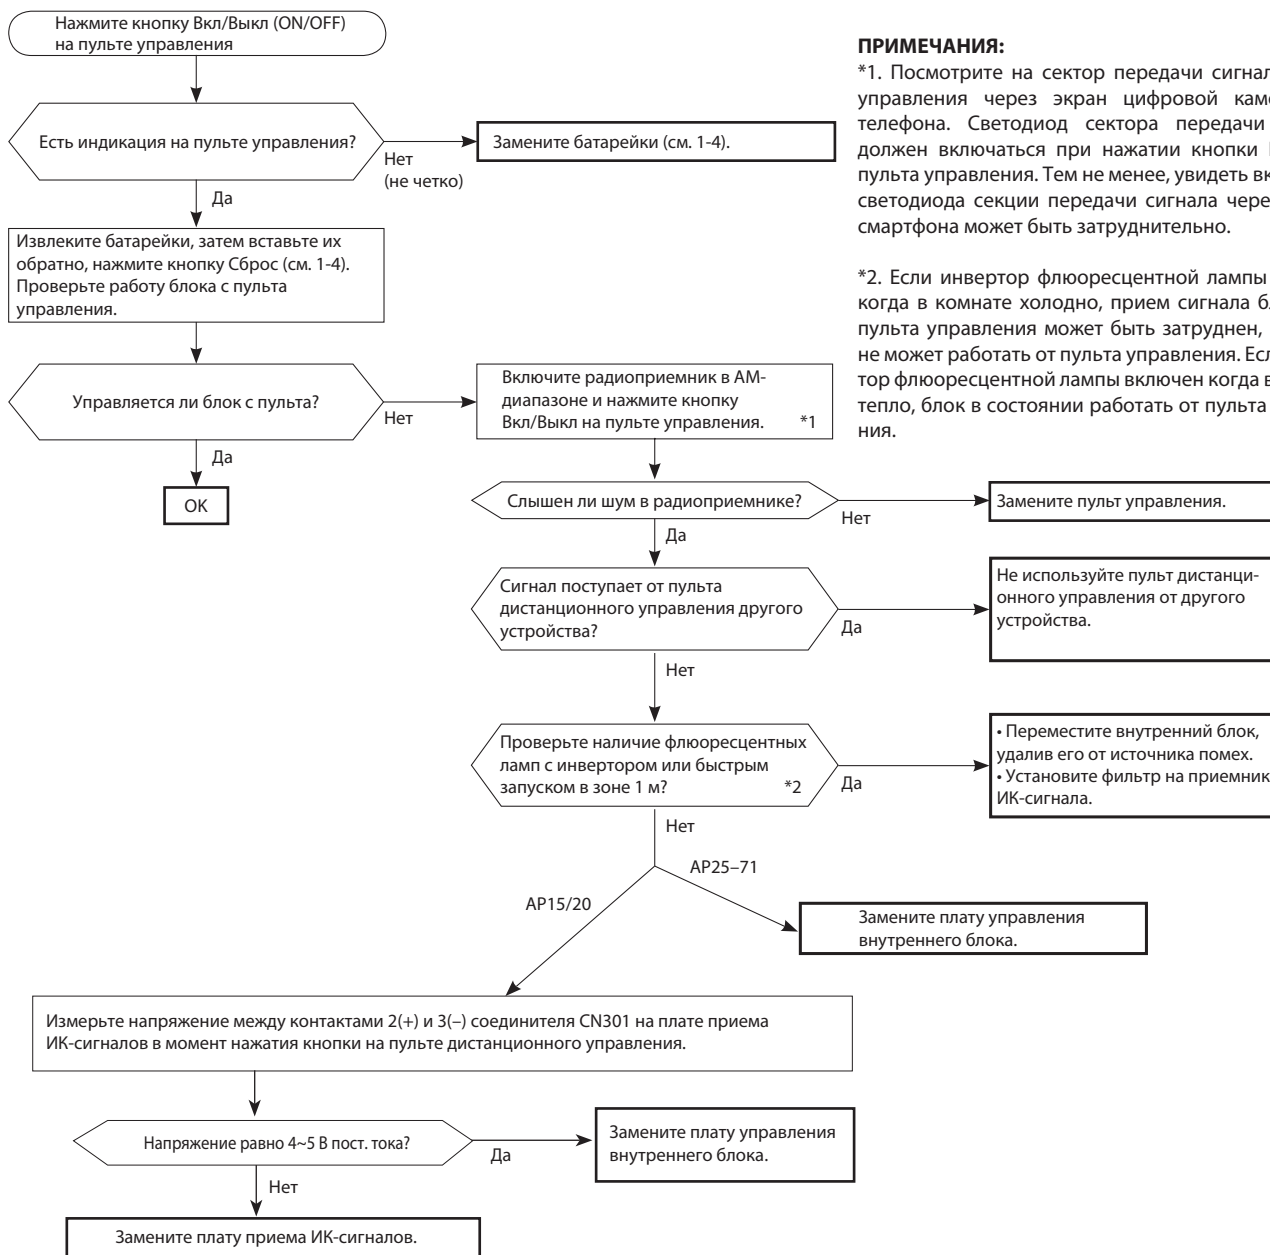 Нажмите кнопку Вкл/Выкл (ON/OFF)
на пульте управления
Есть индикация на пульте управления?
Нет
(не четко)
Замените батарейки (см. 1-4).
Да
Извлеките батарейки, затем вставьте их
обратно, нажмите кнопку Сброс (см. 1-4).
Проверьте работу блока с пульта
управления.
Управляется ли блок с пульта?
Нет
Да
OK
Включите радиоприемник в АМ-
диапазоне и нажмите кнопку
Вкл/Выкл на пульте управления. *1
ПРИМЕЧАНИЯ:
*1. Посмотрите на сектор передачи
управления через экран цифровой
телефона. Светодиод сектора передачи
должен включаться при нажатии кнопки
пульта управления. Тем не менее, увидеть
светодиода секции передачи сигнала
смартфона может быть затруднительно.
*2. Если инвертор флюоресцентной лампы
когда в комнате холодно, прием сигнала
пульта управления может быть затруднен,
не может работать от пульта управления.
тор флюоресцентной лампы включен когда в
тепло, блок в состоянии работать от пульта
ния.
Слышен ли шум в радиоприемнике?
Нет
Замените пульт управления.
Да
Сигнал поступает от пульта
дистанционного управления другого
устройства?
Да
Не используйте пульт дистанци-
онного управления от другого
устройства.
Нет
Проверьте наличие флюоресцентных
ламп с инвертором или быстрым
запуском в зоне 1 м? *2
Да
• Переместите внутренний блок,
удалив его от источника помех.
• Установите фильтр на приемник
ИК-сигнала.
Нет
AP15/20
AP25–71
Замените плату управления
внутреннего блока.
Измерьте напряжение между контактами 2(+) и 3(–) соединителя CN301 на плате приема
ИК-сигналов в момент нажатия кнопки на пульте дистанционного управления.
Напряжение равно 4~5 В пост. тока?
Да
Замените плату управления
внутреннего блока.
Нет
Замените плату приема ИК-сигналов.